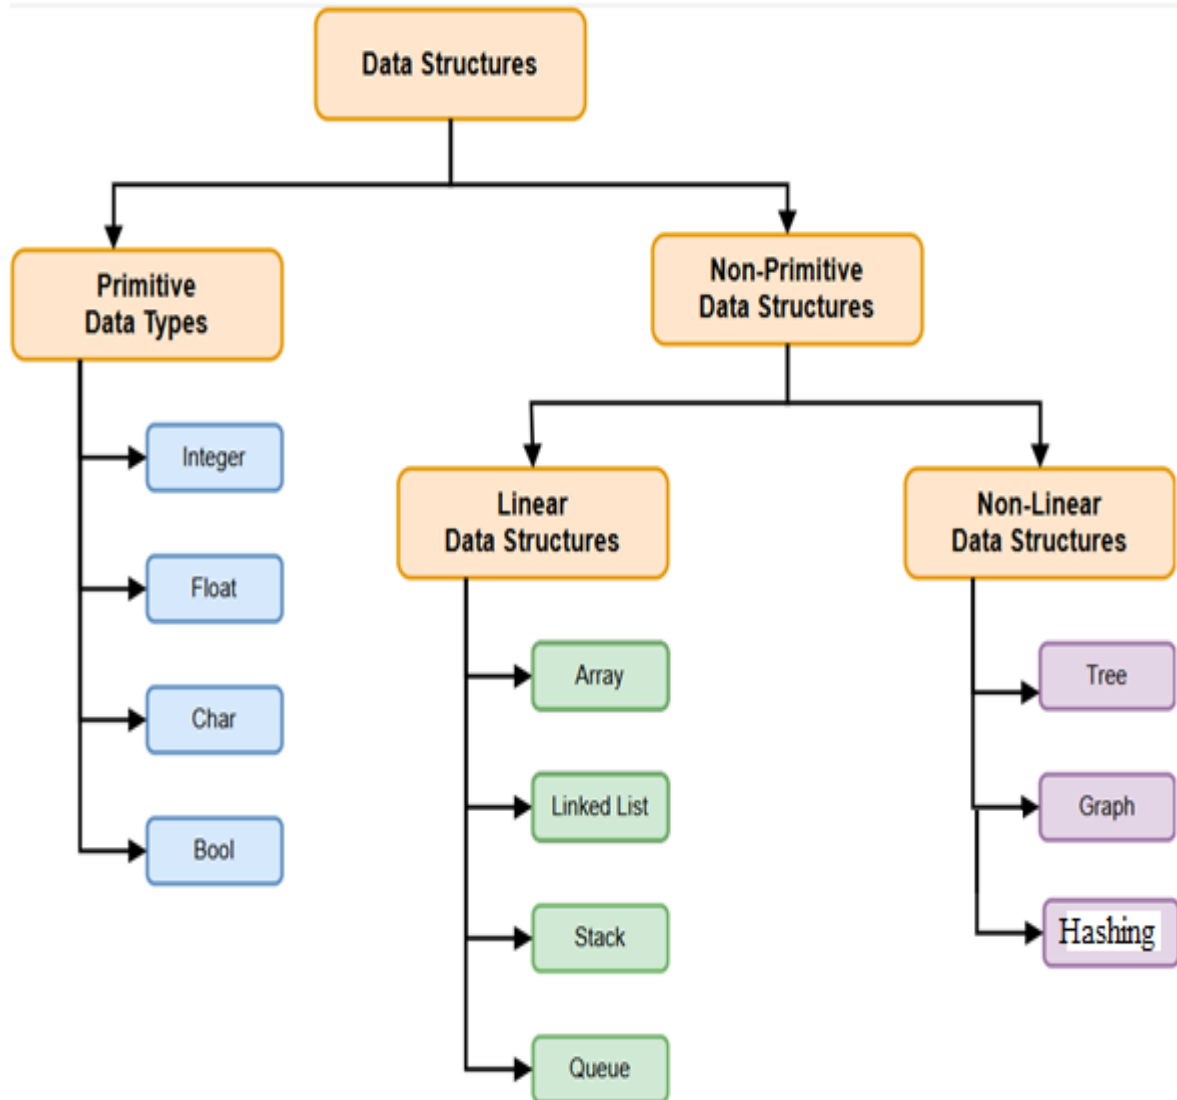 Data Structures
Primitive
Data Types
Non-Primitive
Data Structures
Integer
Float
Char
Bool
Linear
Data Structures
Array
Linked List
Stack
Queue
Non-Linear
Data Structures
Tree
Graph
Hashing